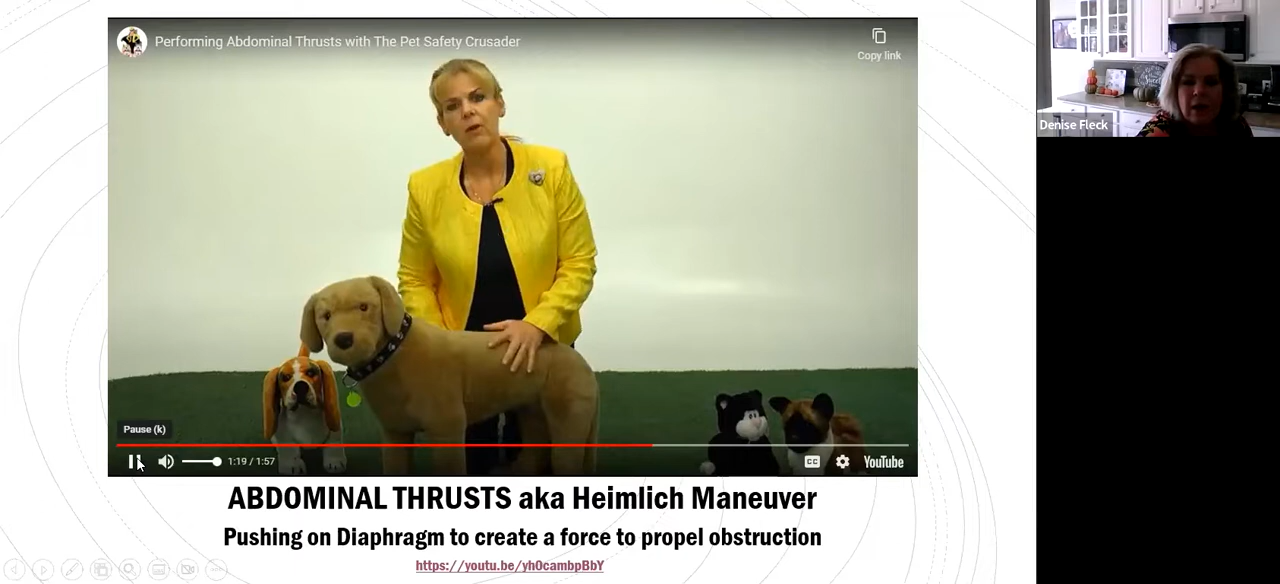 Performing Abdominal Thrusts with The Pet Safety Crusader
Copy link
Denise Fleck
Pause (k)
1:19 / 1:57
CC
YouTube
ABDOMINAL THRUSTS aka Heimlich Maneuver
Pushing on Diaphragm to create a force to propel obstruction
https://youtu.be/yh0cambpBbY